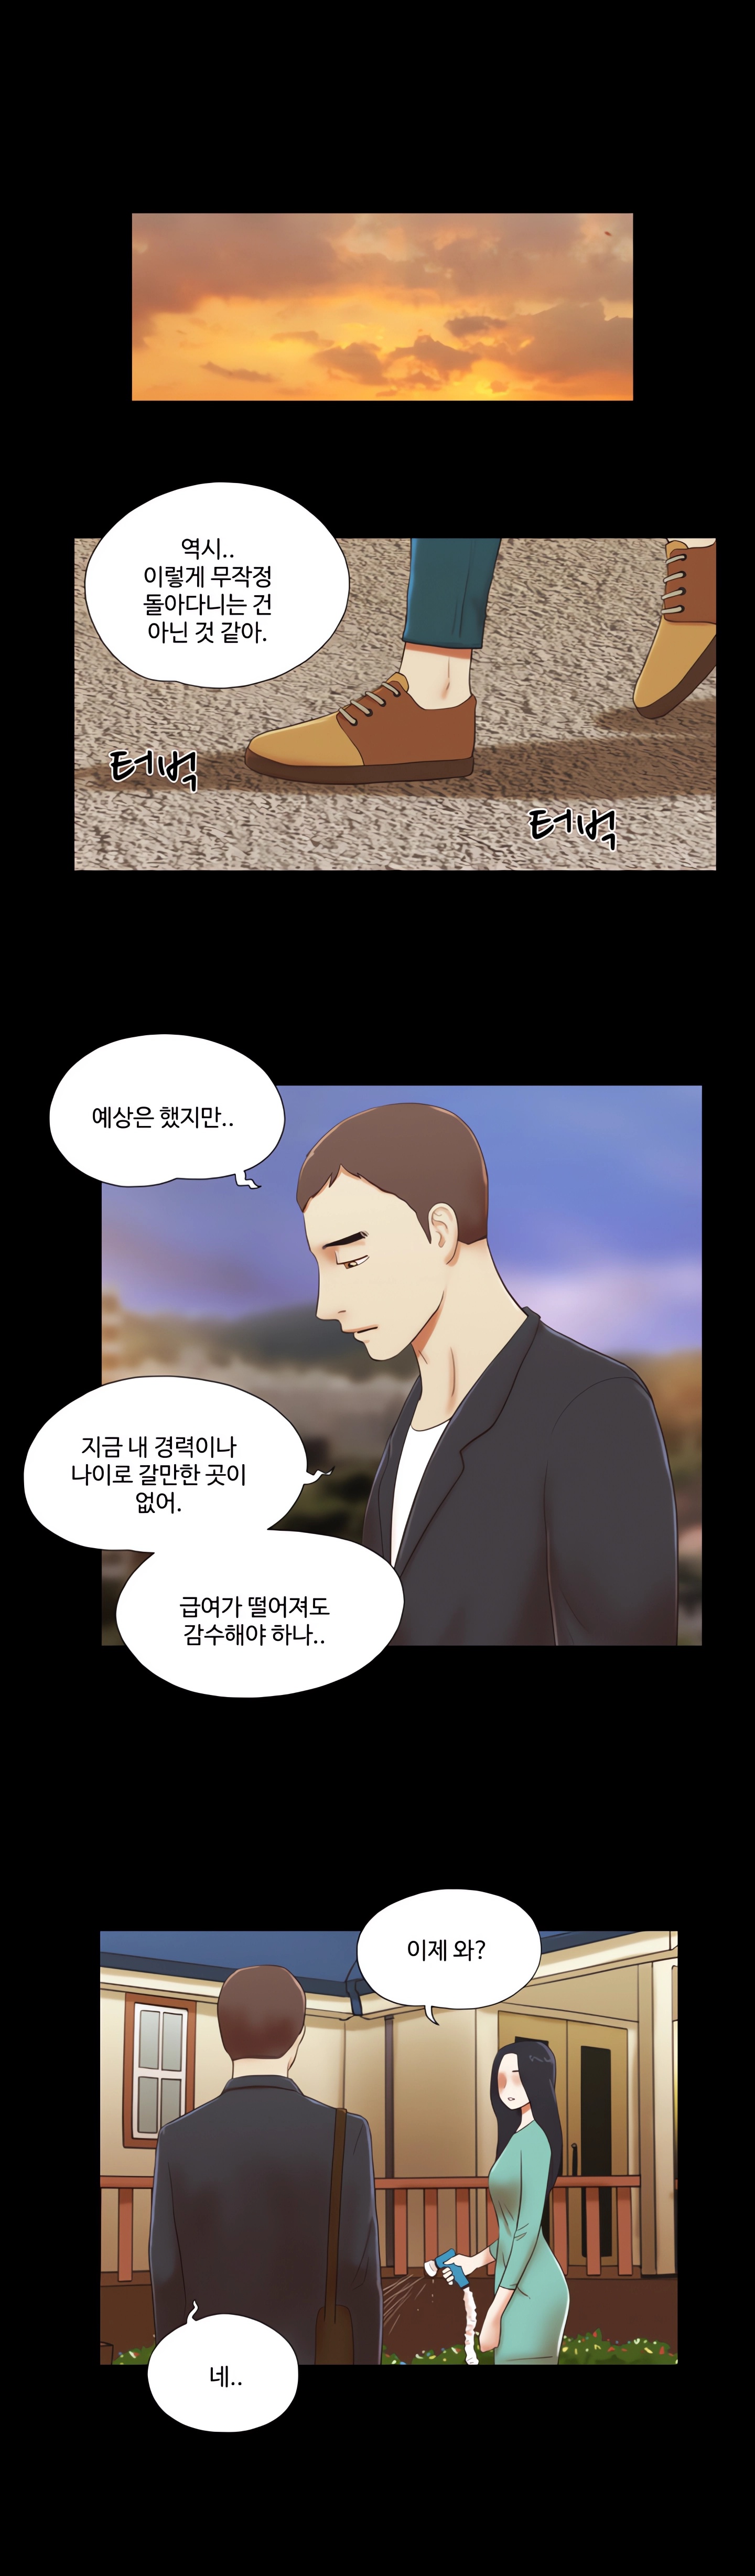 역시..
이렇게 무작정
돌아다니는 건
아닌 것 같아.
터벅
터벅
예상은 했지만..
지금 내 경력이나
나이로 갈만한 곳이
없어.
급여가 떨어져도
감수해야 하나..
이제 와?
네..